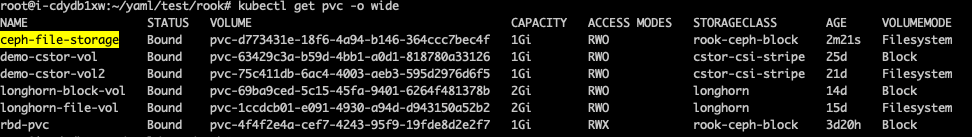 root@i-cdydb1xw:~/yaml/test/rook# kubectl get pvc -o wide
NAME STATUS VOLUME CAPACITY ACCESS MODES STORAGECLASS AGE VOLUMEMODE
ceph-file-storage Bound pvc-d773431e-18f6-4a94-b146-364ccc7bec4f 1Gi RWO rook-ceph-block 2m21s Filesystem
demo-cstor-vol Bound pvc-63429c3a-b59d-4bb1-a0d1-818780a33126 1Gi RWO cstor-csi-stripe 25d Block
demo-cstor-vol2 Bound pvc-75c411db-6ac4-4003-aeb3-595d2976d6f5 1Gi RWO cstor-csi-stripe 21d Filesystem
longhorn-block-vol Bound pvc-69ba9ced-5c15-45fa-9401-6264f481378b 2Gi RWO longhorn 14d Block
longhorn-file-vol Bound pvc-1ccdcb01-e091-4930-a94d-d943150a52b2 2Gi RWO longhorn 15d Filesystem
rbd-pvc Bound pvc-4f4f2e4a-cef7-4243-95f9-19fde8d2e2f7 1Gi RWX rook-ceph-block 3d20h Block